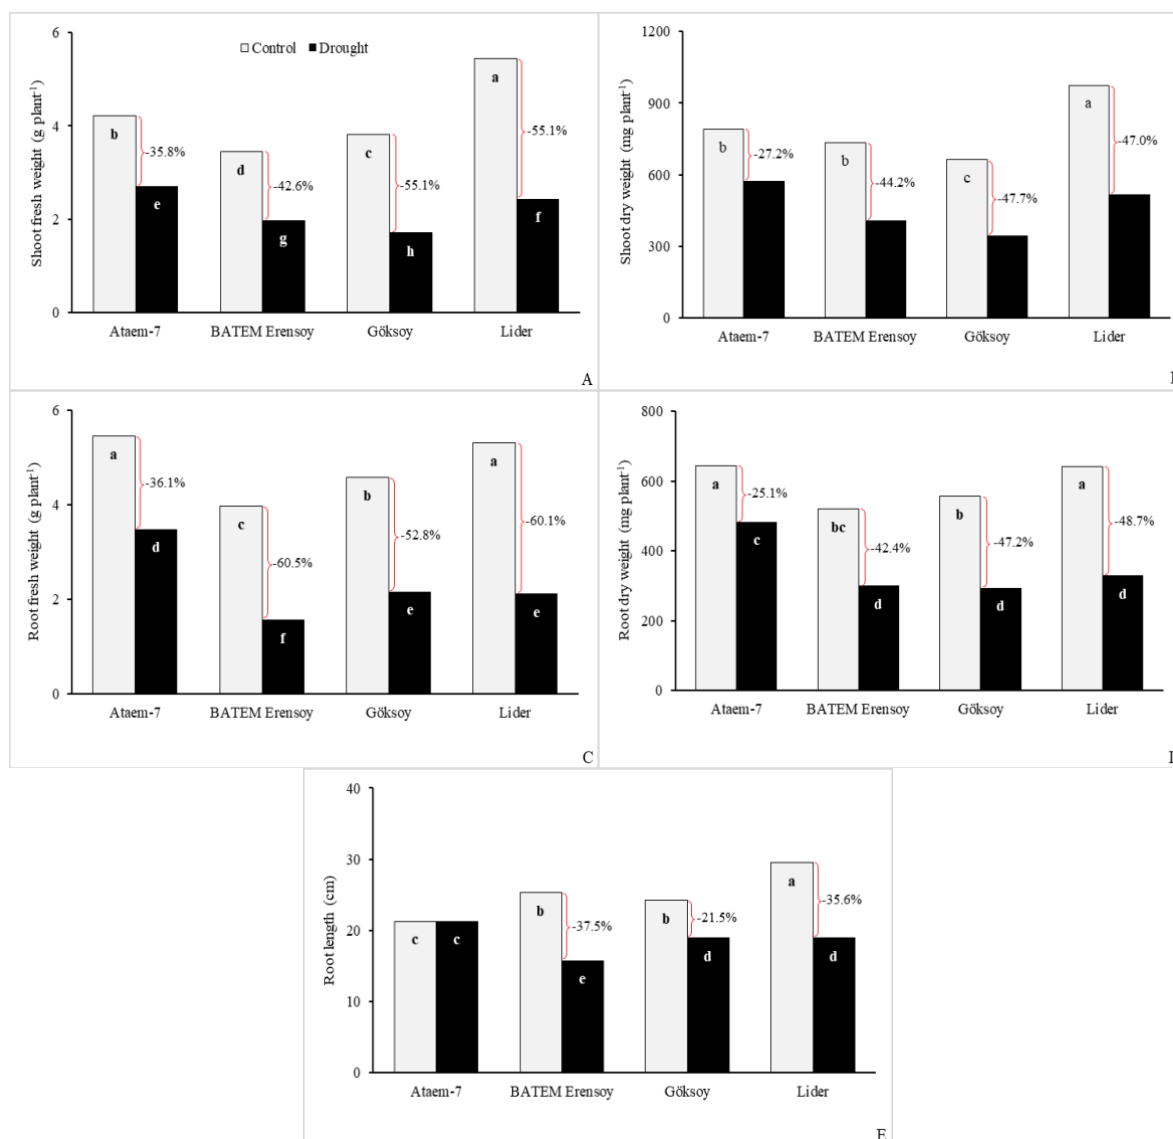 6
4
2
0
Shoot fresh weight (g plant-1)
Control Drought
b
e
-35.8%
d
g
-42.6%
c
h
-55.1%
a
f
-55.1%
Ataem-7 BATEM Erensoy Göksoy Lider
A
1200
900
600
300
0
Shoot dry weight (mg plant-1)
b
-27.2%
b
-44.2%
c
-47.7%
a
-47.0%
Ataem-7 BATEM Erensoy Göksoy Lider
6
4
2
0
Root fresh weight (g plant-1)
a
d
-36.1%
c
f
-60.5%
b
e
-52.8%
a
e
-60.1%
Ataem-7 BATEM Erensoy Göksoy Lider
C
800
600
400
200
0
Root dry weight (mg plant-1)
a
c
-25.1%
bc
d
-42.4%
b
d
-47.2%
a
d
-48.7%
Ataem-7 BATEM Erensoy Göksoy Lider
40
30
20
10
0
Root length (cm)
c c
b
e
-37.5%
b
d
-21.5%
a
d
-35.6%
Ataem-7 BATEM Erensoy Göksoy Lider
E